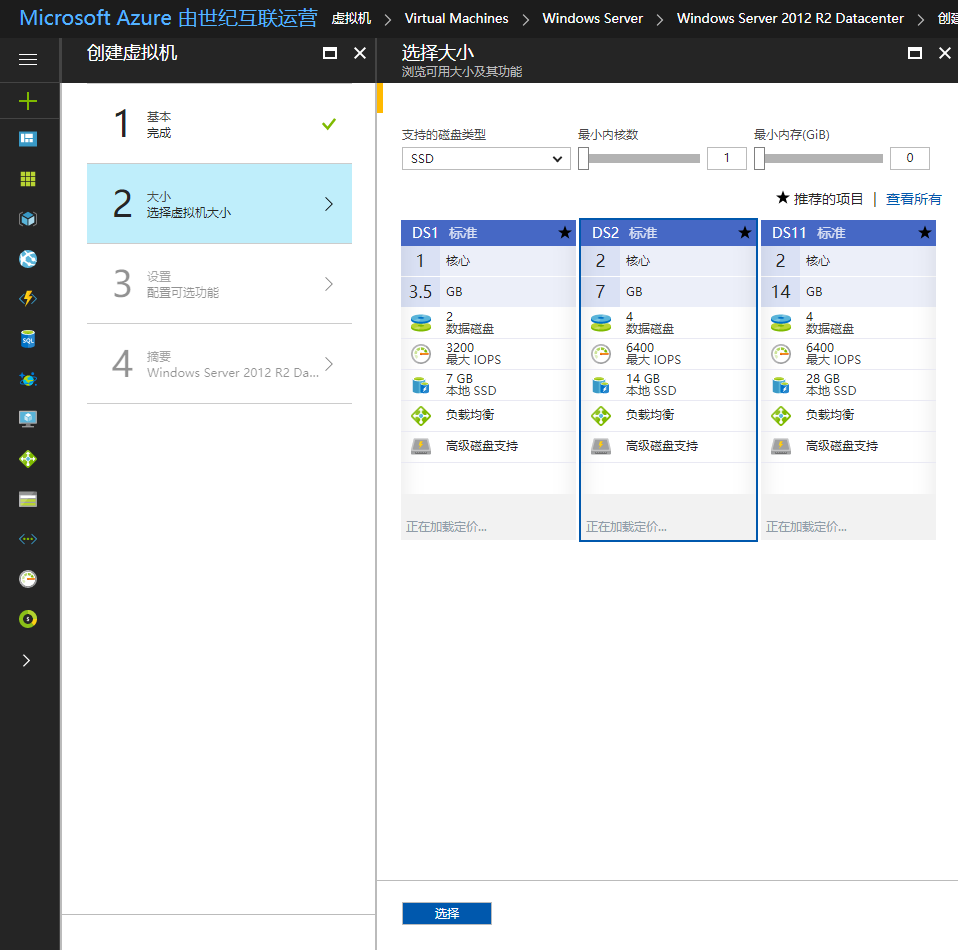 Microsoft Azure 由世纪互联运营 虚拟机 Virtual Machines Windows Server Windows Server 2012 R2 Datacenter
创建虚拟机
选择大小
浏览可用大小及其功能
1 基本
完成
2 大小
选择虚拟机大小
3 设置
配置可选功能
4 摘要
Windows Server 2012 R2 Da...
支持的磁盘类型 最小内核数 最小内存(GiB)
SSD 1 0
★ 推荐的项目 | 查看所有
DS1 标准 ★
1 核心
3.5 GB
2
数据磁盘
3200
最大 IOPS
7 GB
本地 SSD
负载均衡
高级磁盘支持
正在加载定价...
DS2 标准 ★
2 核心
7 GB
4
数据磁盘
6400
最大 IOPS
14 GB
本地 SSD
负载均衡
高级磁盘支持
正在加载定价...
DS11 标准 ★
2 核心
14 GB
4
数据磁盘
6400
最大 IOPS
28 GB
本地 SSD
负载均衡
高级磁盘支持
正在加载定价...
选择